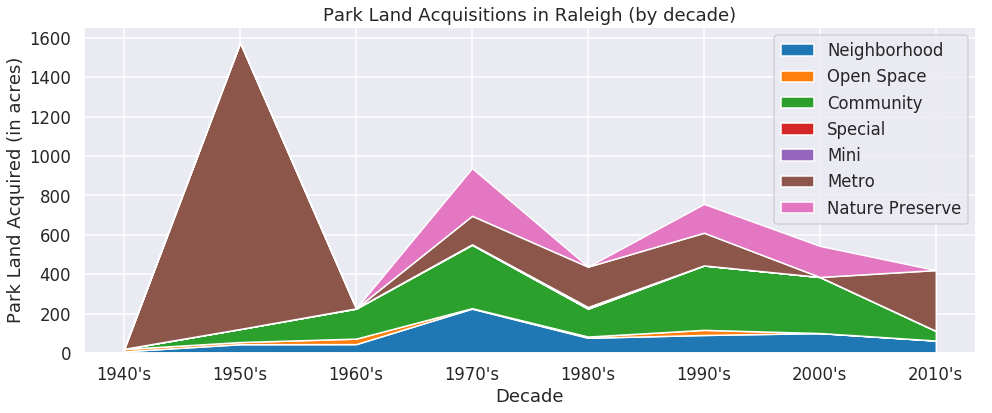 Park Land Acquisitions in Raleigh (by decade)
Park Land Acquired (in acres)
1600
1400
1200
1000
800
600
400
200
0
Neighborhood
Open Space
Community
Special
Mini
Metro
Nature Preserve
1940's 1950's 1960's 1970's 1980's 1990's 2000's 2010's
Decade